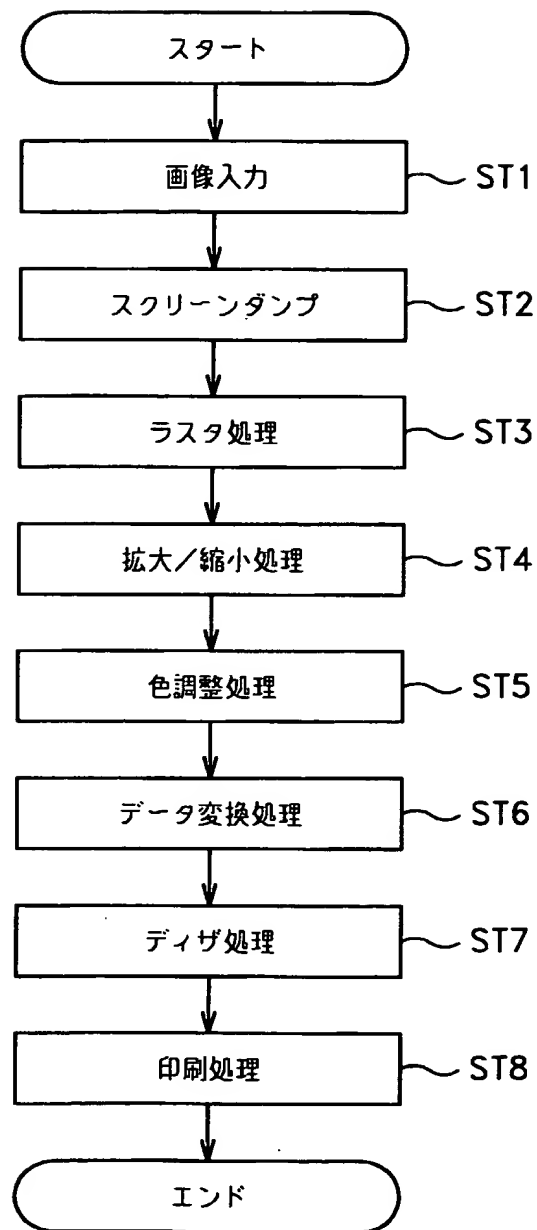 スタート
画像入力 ST1
スクリーンダンプ ST2
ラスタ処理 ST3
拡大/縮小処理 ST4
色調整処理 ST5
データ変換処理 ST6
ディザ処理 ST7
印刷処理 ST8
エンド